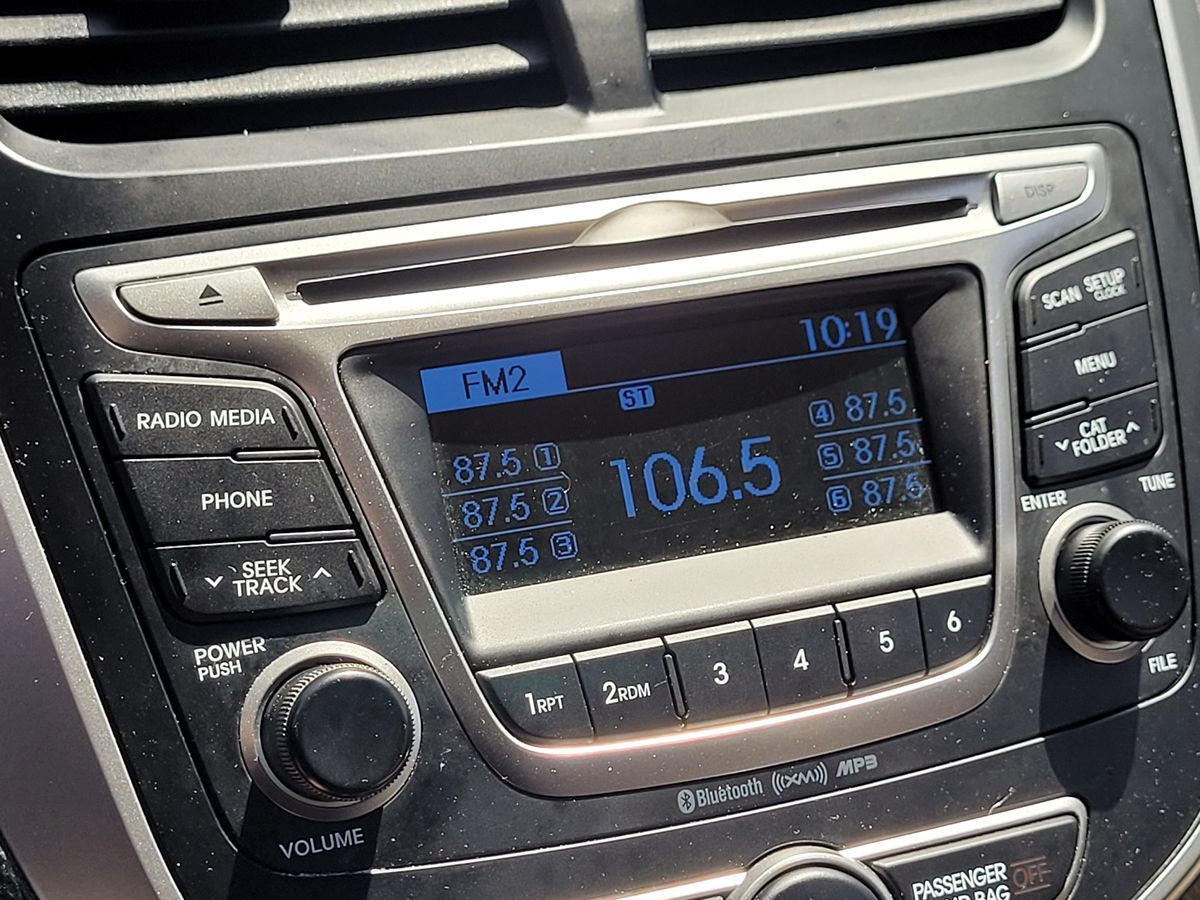 DISP
SCAN SETUP
CLOCK
10:19
FM2
ST
MENU
RADIO MEDIA
87.5 1
4 87.5
CAT
FOLDER
106.5
87.5 2
5 87.5
PHONE
87.5 3
6 87.5
ENTER
TUNE
SEEK
TRACK
POWER
PUSH
1RPT
2RDM
3
4
5
6
FILE
VOLUME
Bluetooth ((XM)) MP3
PASSENGER
OFF
BAG